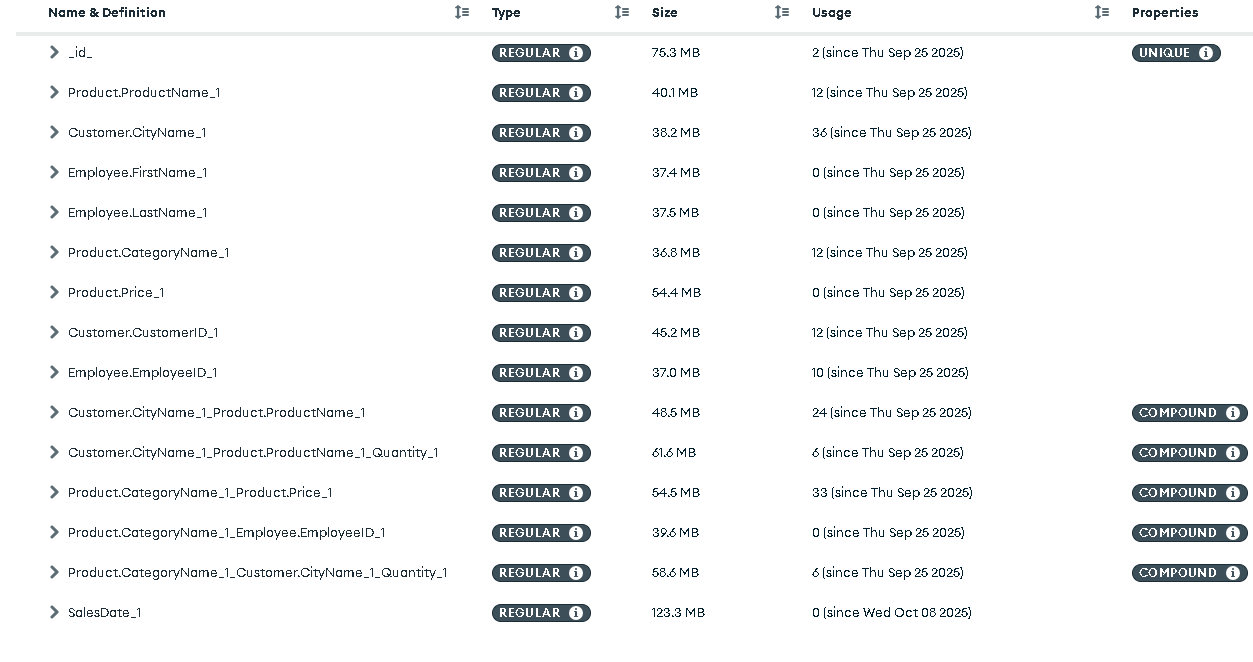 Name & Definition Type Size Usage Properties
_id_ REGULAR 75.3 MB 2 (since Thu Sep 25 2025) UNIQUE
Product.ProductName_1 REGULAR 40.1 MB 12 (since Thu Sep 25 2025)
Customer.CityName_1 REGULAR 38.2 MB 36 (since Thu Sep 25 2025)
Employee.FirstName_1 REGULAR 37.4 MB 0 (since Thu Sep 25 2025)
Employee.LastName_1 REGULAR 37.5 MB 0 (since Thu Sep 25 2025)
Product.CategoryName_1 REGULAR 36.8 MB 12 (since Thu Sep 25 2025)
Product.Price_1 REGULAR 54.4 MB 0 (since Thu Sep 25 2025)
Customer.CustomerID_1 REGULAR 45.2 MB 12 (since Thu Sep 25 2025)
Employee.EmployeeID_1 REGULAR 37.0 MB 10 (since Thu Sep 25 2025)
Customer.CityName_1_Product.ProductName_1 REGULAR 48.5 MB 24 (since Thu Sep 25 2025) COMPOUND
Customer.CityName_1_Product.ProductName_1_Quantity_1 REGULAR 61.6 MB 6 (since Thu Sep 25 2025) COMPOUND
Product.CategoryName_1_Product.Price_1 REGULAR 54.5 MB 33 (since Thu Sep 25 2025) COMPOUND
Product.CategoryName_1_Employee.EmployeeID_1 REGULAR 39.6 MB 0 (since Thu Sep 25 2025) COMPOUND
Product.CategoryName_1_Customer.CityName_1_Quantity_1 REGULAR 58.6 MB 6 (since Thu Sep 25 2025) COMPOUND
SalesDate_1 REGULAR 123.3 MB 0 (since Wed Oct 08 2025)